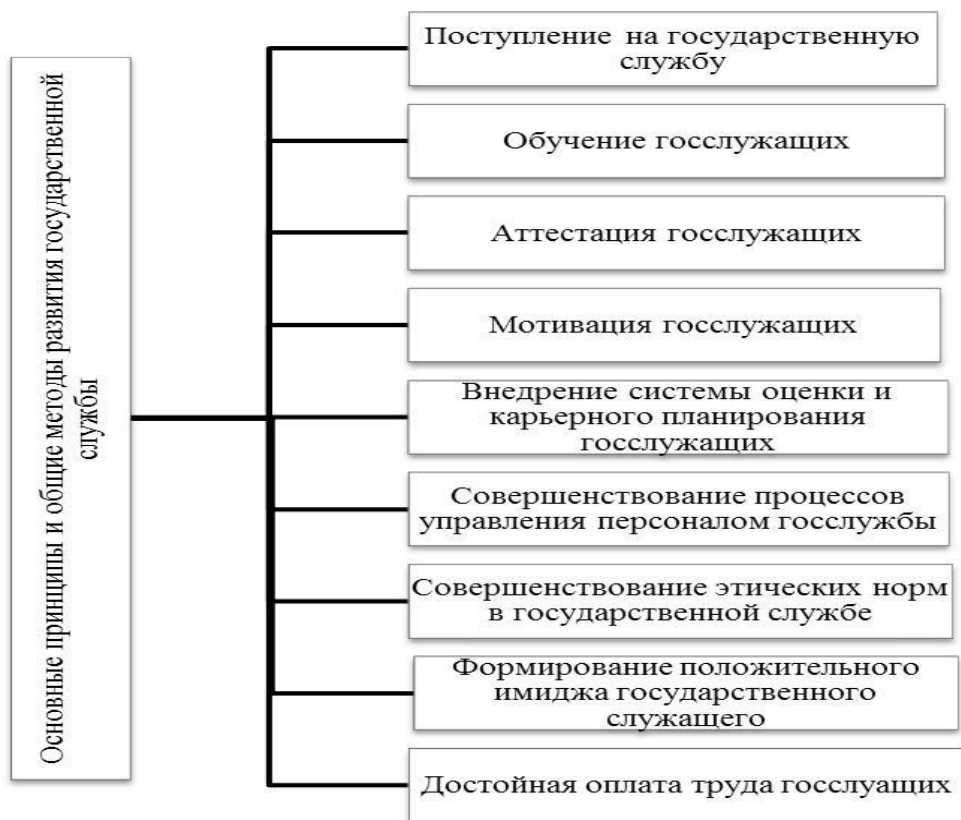 Основные принципы и общие методы развития государственной
службы
Поступление на государственную
службу
Обучение госслужащих
Аттестация госслужащих
Мотивация госслужащих
Внедрение системы оценки и
карьерного планирования
госслужащих
Совершенствование процессов
управления персоналом госслужбы
Совершенствование этических норм
в государственной службе
Формирование положительного
имиджа государственного
служащего
Достойная оплата труда госслуащих